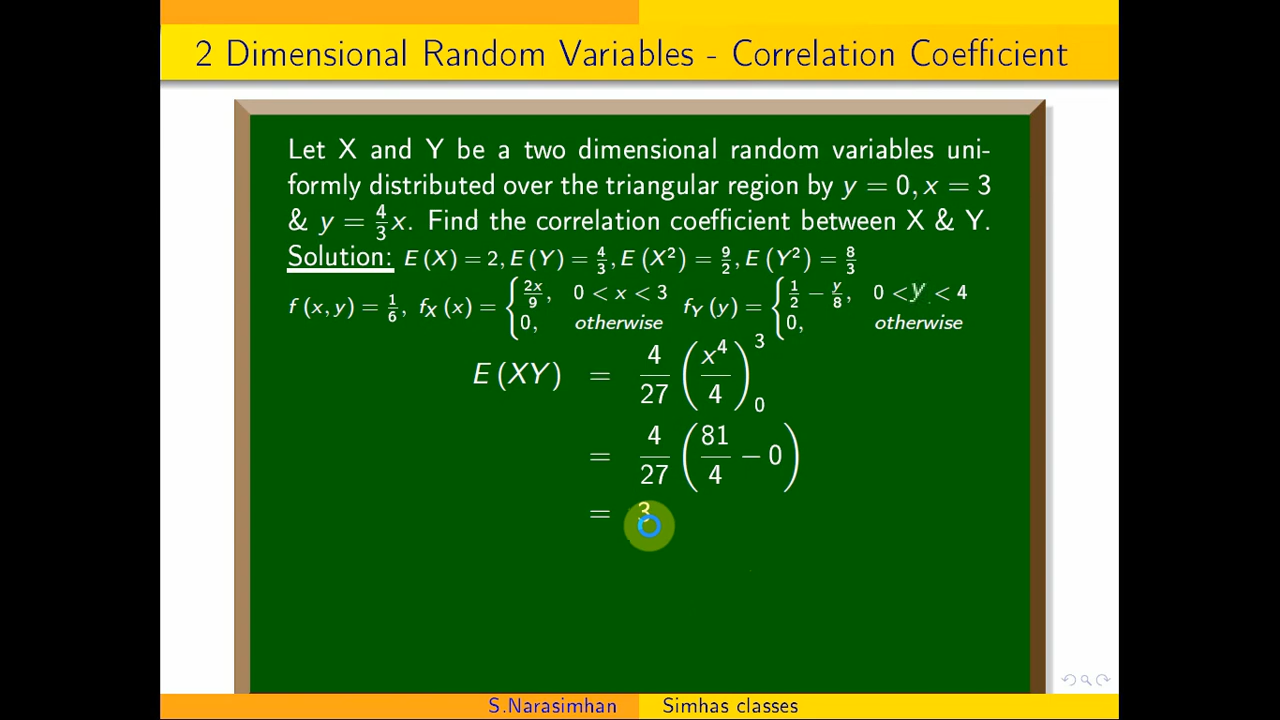 2 Dimensional Random Variables - Correlation Coefficient
Let X and Y be a two dimensional random variables uni-
formly distributed over the triangular region by y = 0, x = 3
& y = 4/3 x. Find the correlation coefficient between X & Y.
Solution: E (X) = 2, E (Y) = 4/3, E (X²) = 9/2, E (Y²) = 8/3
f (x, y) = 1/6, f_X (x) = { 2x/9, 0 < x < 3; 0, otherwise f_Y (y) = { 1/2 − y/8, 0 < y < 4; 0, otherwise
E (XY) = 4/27 (x⁴/4)₀³
= 4/27 (81/4 − 0)
= 3
S.Narasimhan Simhas classes